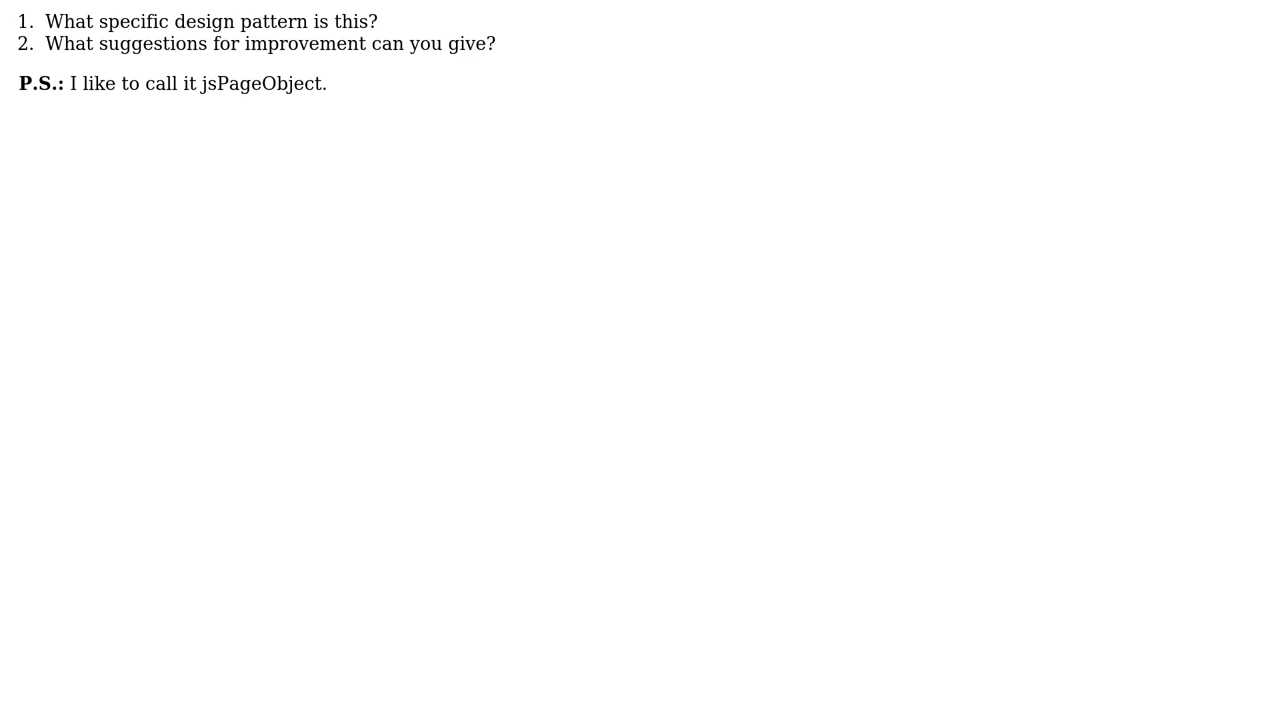 1. What specific design pattern is this?
2. What suggestions for improvement can you give?
P.S.: I like to call it jsPageObject.